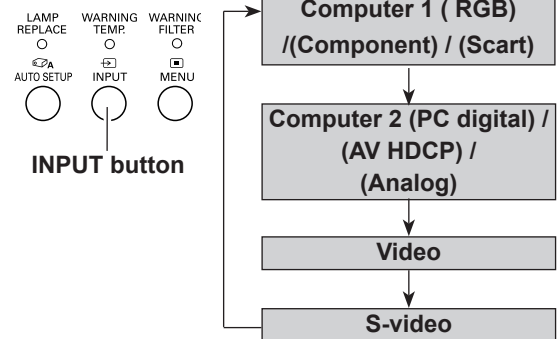 LAMP
REPLACE
WARNING
TEMP.
WARNING
FILTER
A
AUTO SETUP
INPUT
MENU
INPUT button
Computer 1 ( RGB)
/(Component) / (Scart)
Computer 2 (PC digital) /
(AV HDCP) /
(Analog)
Video
S-video